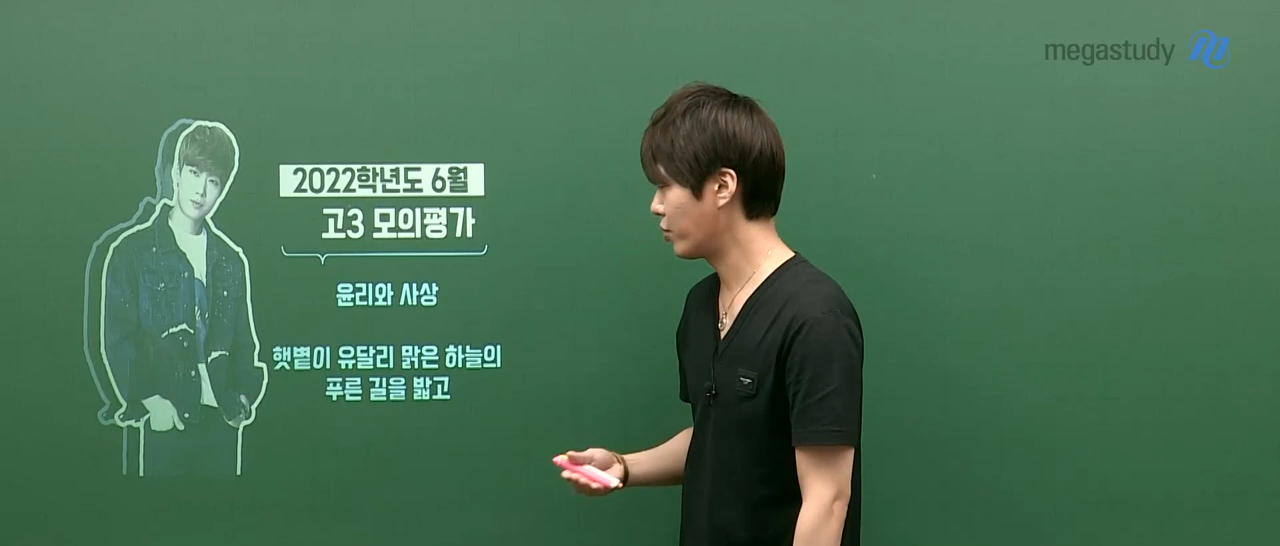 megastudy
2022학년도 6월
고3 모의평가
윤리와 사상
햇볕이 유달리 맑은 하늘의
푸른 길을 밟고